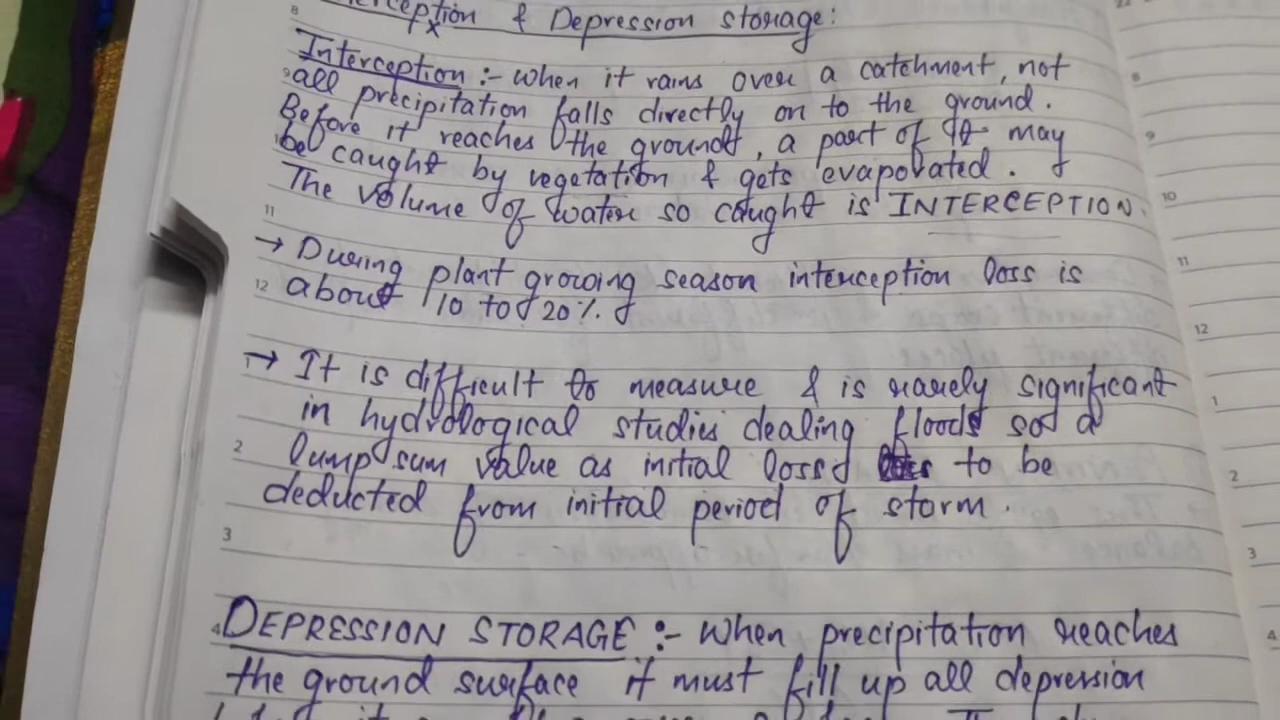 & Depression storage:
Interception :- When it rains over a catchment, not
all precipitation falls directly on to the ground.
Before it reaches the ground, a part of it may
be caught by vegetation & gets evaporated.
The volume of water so caught is INTERCEPTION.
→ During plant growing season interception loss is
about 10 to 20%.
→ It is difficult to measure & is rarely significant
in hydrological studies dealing floods so a
lump sum value as initial loss to be
deducted from initial period of storm.
DEPRESSION STORAGE :- When precipitation reaches
the ground surface it must fill up all depression